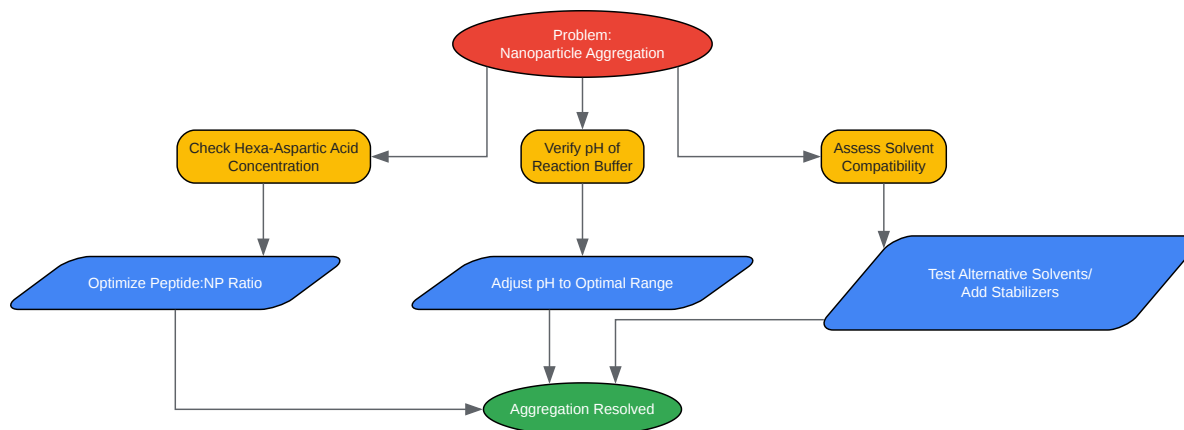 Problem:
Nanoparticle Aggregation
Check Hexa-Aspartic Acid
Concentration
Verify pH of
Reaction Buffer
Assess Solvent
Compatibility
Optimize Peptide:NP Ratio
Adjust pH to Optimal Range
Test Alternative Solvents/
Add Stabilizers
Aggregation Resolved